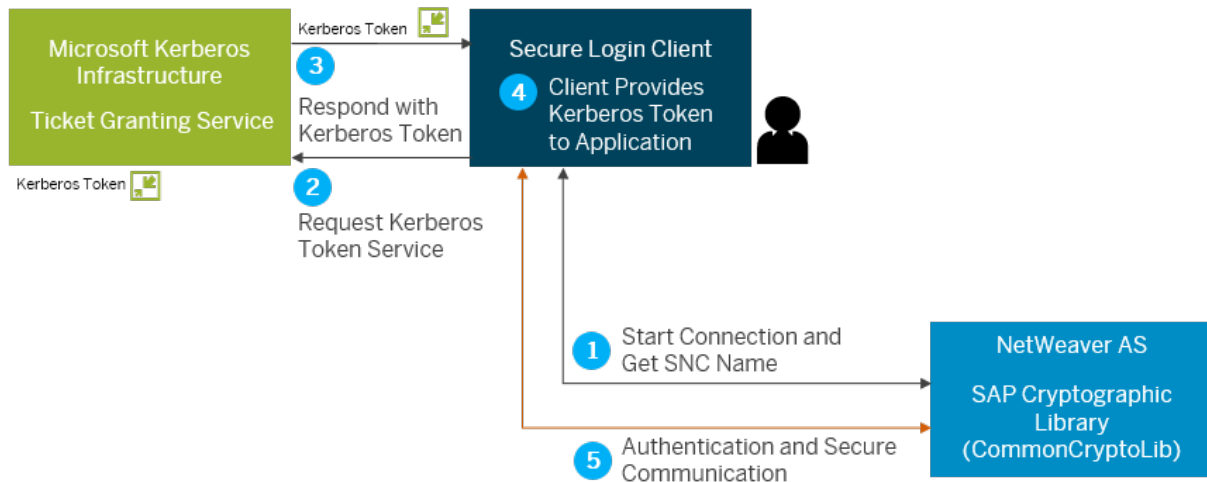 Microsoft Kerberos
Infrastructure
Ticket Granting Service
Kerberos Token
Kerberos Token
3
Respond with
Kerberos Token
2
Request Kerberos
Token Service
Secure Login Client
4
Client Provides
Kerberos Token
to Application
1
Start Connection and
Get SNC Name
5
Authentication and Secure
Communication
NetWeaver AS
SAP Cryptographic
Library
(CommonCryptoLib)